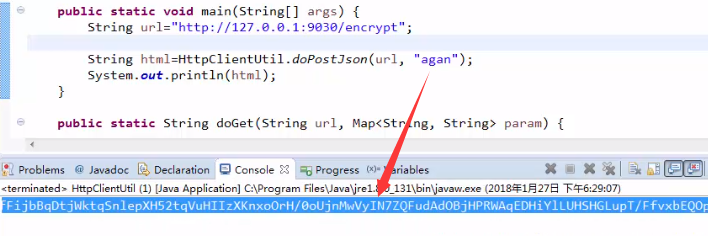 public static void main(String[] args) {
String url="http://127.0.0.1:9030/encrypt";
String html=HttpClientUtil.doPostJson(url, "agan");
System.out.println(html);
}
public static String doGet(String url, Map<String, String> param) {
Problems @ Javadoc Declaration Console Progress Variables
<terminated> HttpClientUtil (1) [Java Application] C:\Program Files\Java\jre1.8.0_131\bin\javaw.exe (2018年1月27日 下午6:29:07)
fFijbBqDtjWktqSnlepXH52tqVuHIIzXKnxoOrH/0oUjnMwVyIN7ZQFudAdOBjHPRWAqEDHiYlLUHSHGLupT/FfvxbEQOp